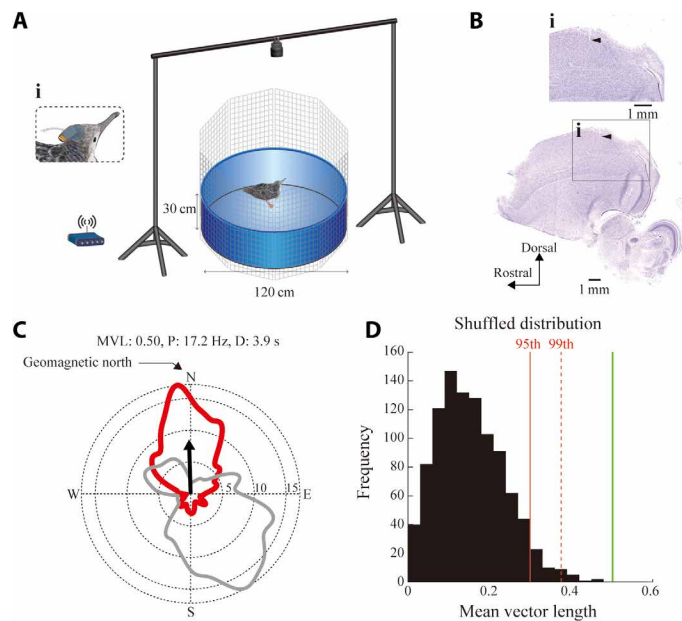 A
i
30 cm
120 cm
B
i
1 mm
i
Dorsal
Rostral
1 mm
C
MVL: 0.50, P: 17.2 Hz, D: 3.9 s
Geomagnetic north
N
W
5
10
15
E
S
D
Shuffled distribution
95th
99th
160
140
120
100
80
60
40
20
0
Frequency
0
0.2
0.4
0.6
Mean vector length